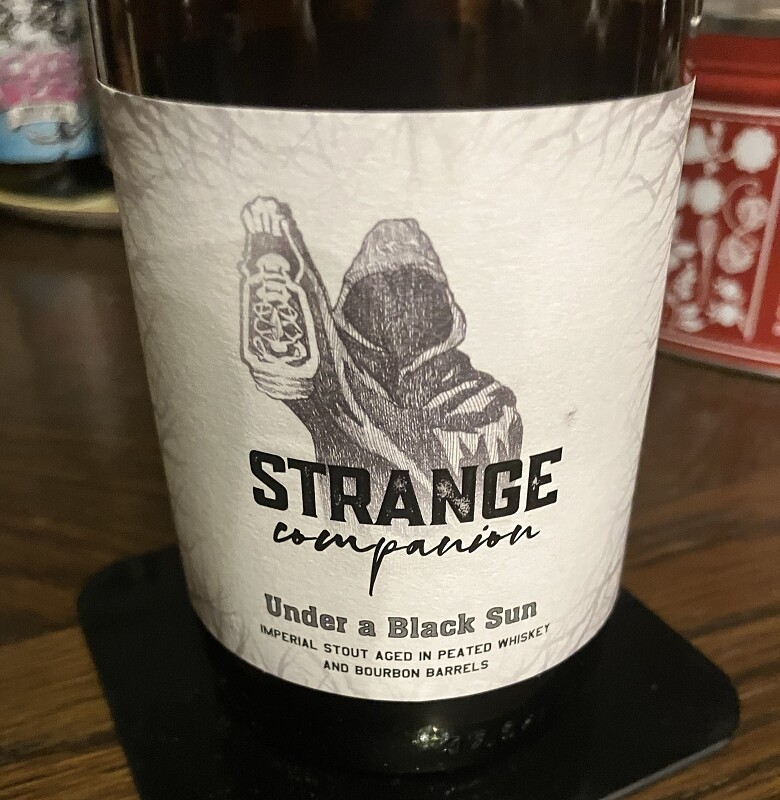 STRANGE
companion
Under a Black Sun
IMPERIAL STOUT AGED IN PEATED WHISKEY
AND BOURBON BARRELS